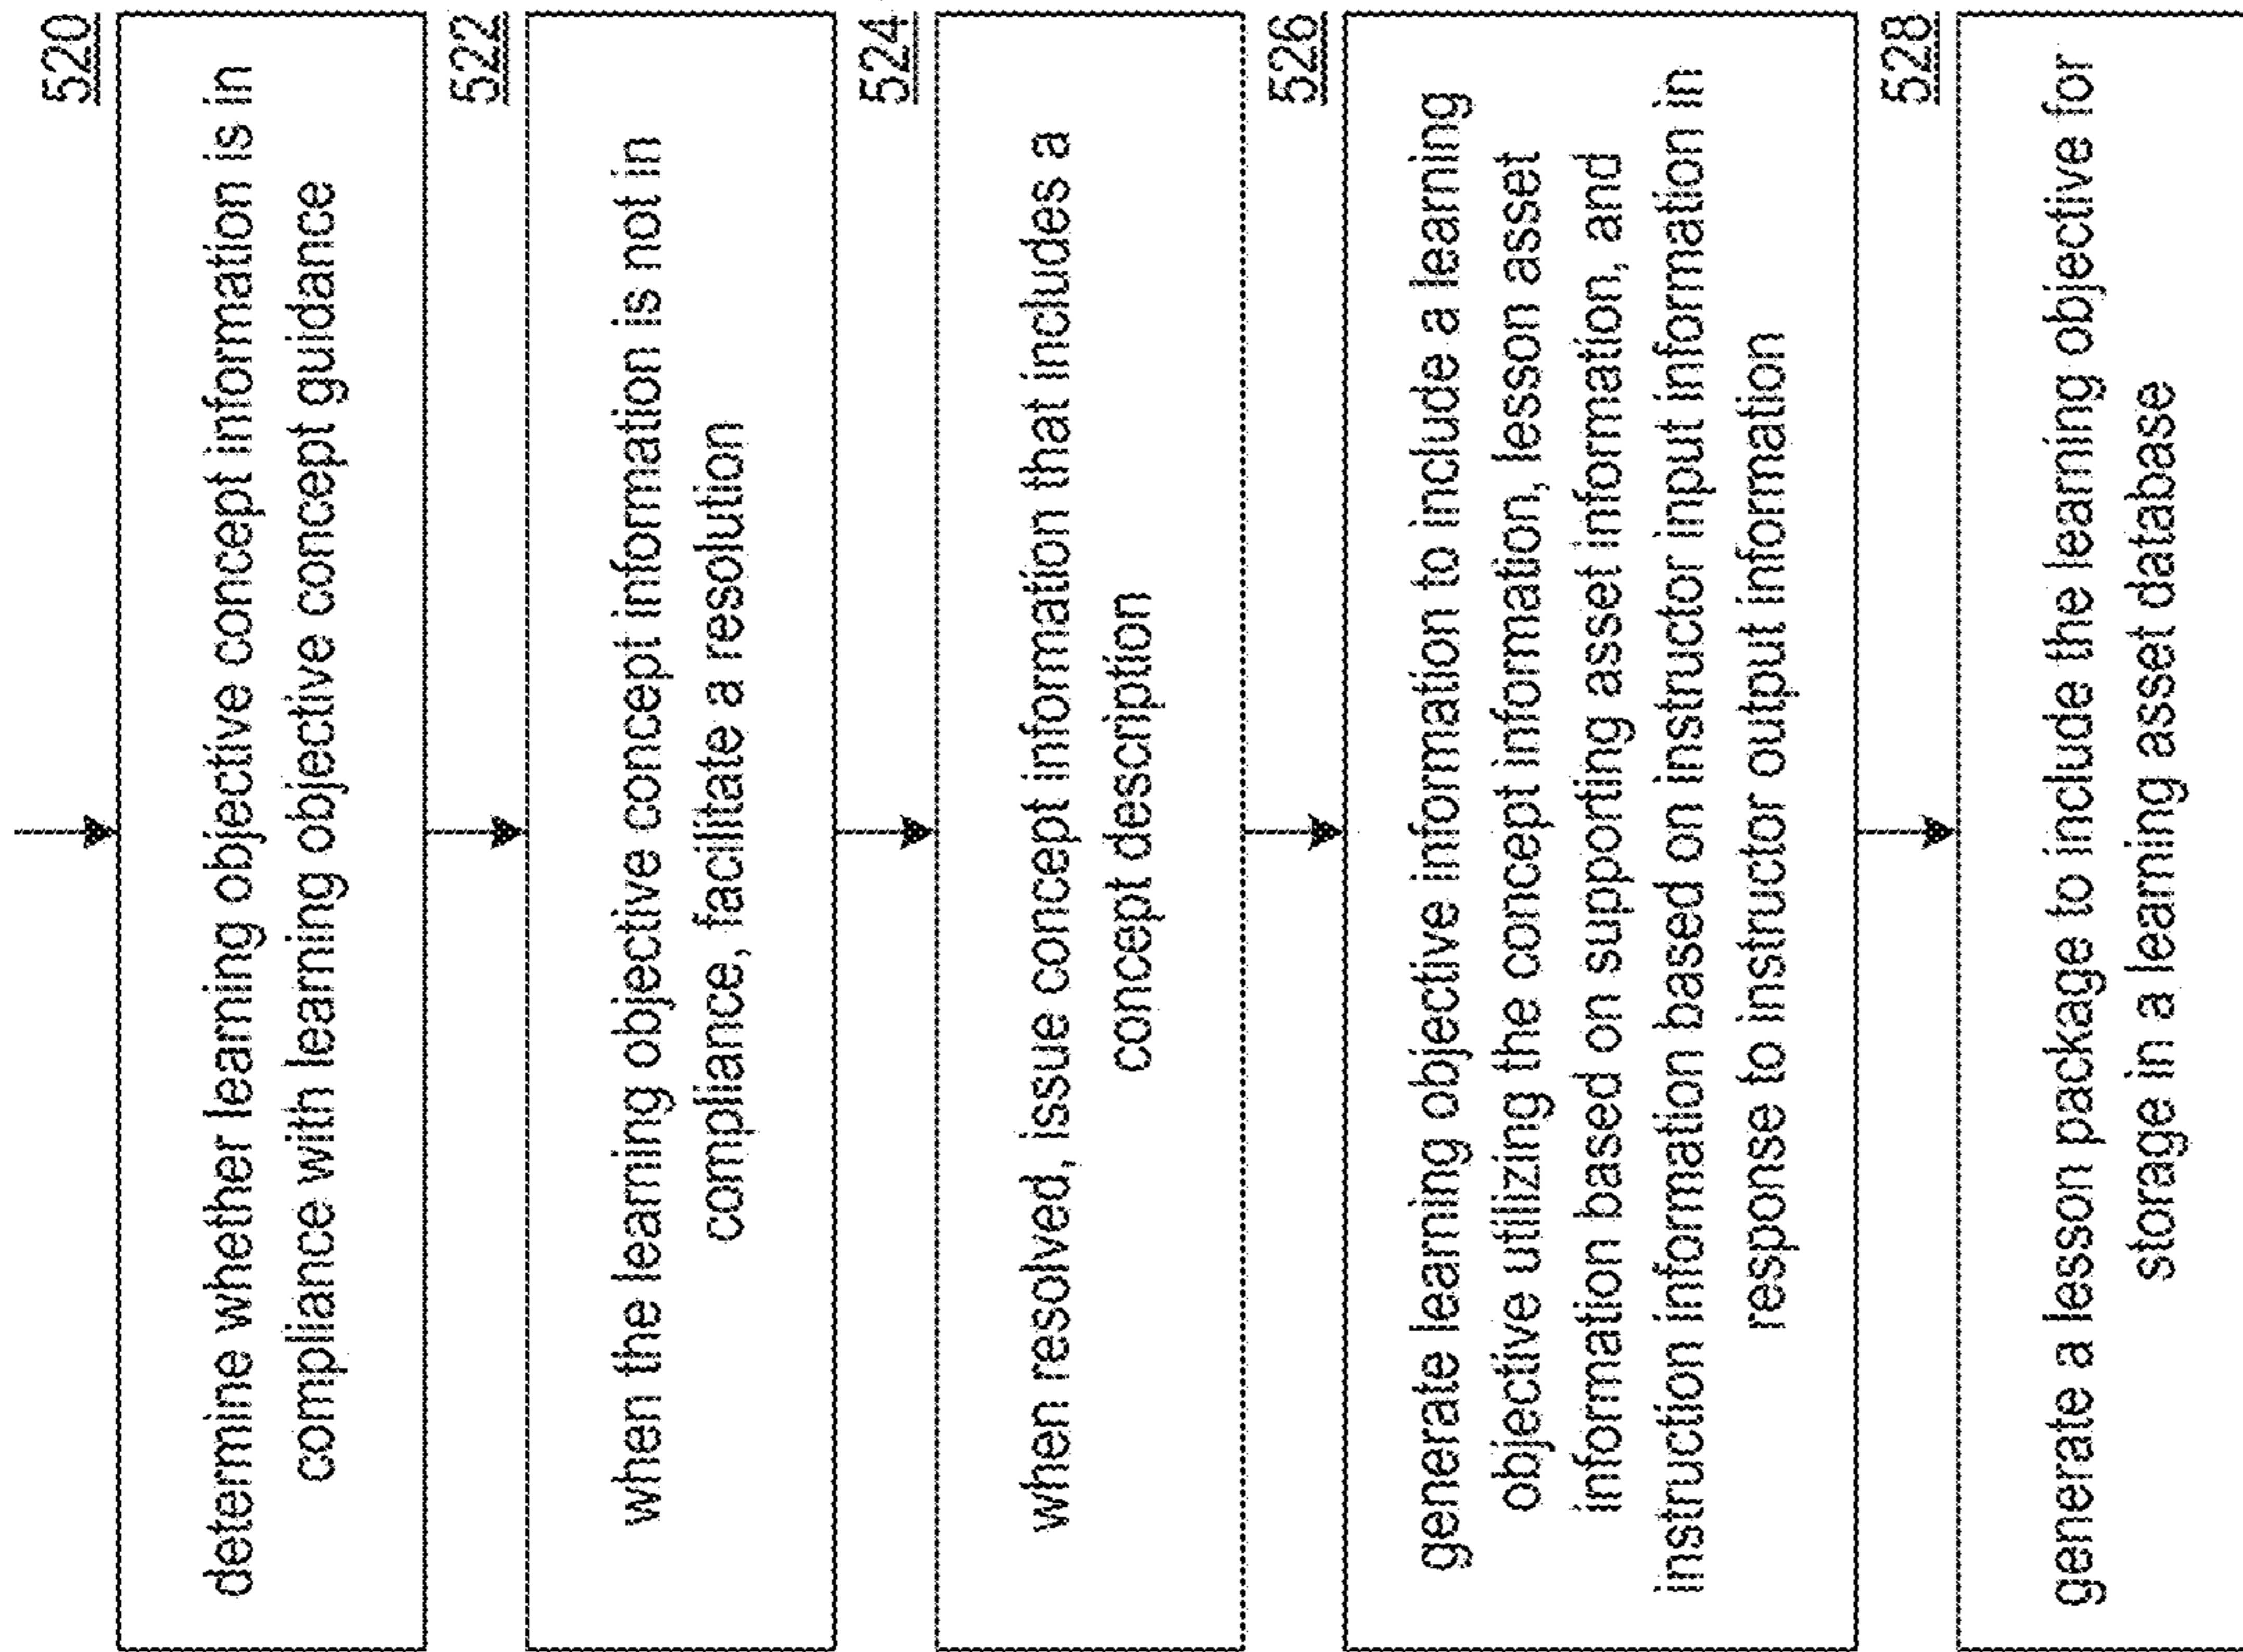 520
determine whether learning objective concept information is in
compliance with learning objective concept guidance
522
when the learning objective concept information is not in
compliance, facilitate a resolution
524
when resolved, issue concept information that includes a
concept description
526
generate learning objective information to include a learning
objective utilizing the concept information, lesson asset
information based on supporting asset information, and
instruction information based on instructor input information in
response to instructor output information
528
generate a lesson package to include the learning objective for
storage in a learning asset database